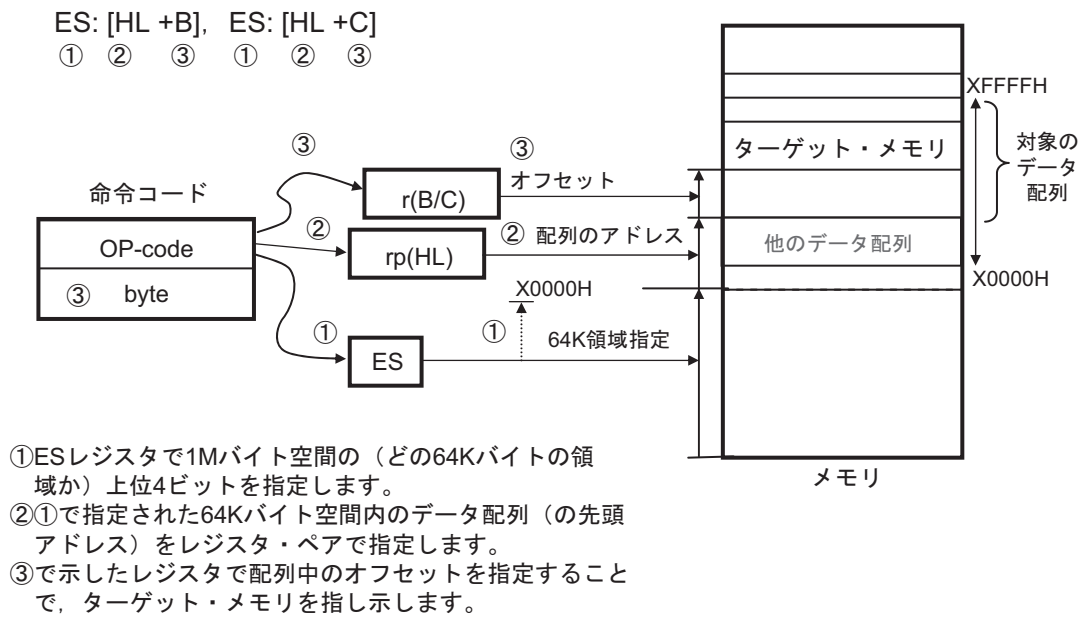 ES: [HL +B],  ES: [HL +C]
① ② ③ ① ② ③
XFFFFH
ターゲット・メモリ
対象の
データ
配列
③
③
オフセット
r(B/C)
命令コード
OP-code
②
② 配列のアドレス
rp(HL)
他のデータ配列
③ byte
X0000H
X0000H
①
①
64K領域指定
ES
メモリ
①ESレジスタで1Mバイト空間の（どの64Kバイトの領
域か）上位4ビットを指定します。
②①で指定された64Kバイト空間内のデータ配列（の先頭
アドレス）をレジスタ・ペアで指定します。
③で示したレジスタで配列中のオフセットを指定すること
で，ターゲット・メモリを指し示します。